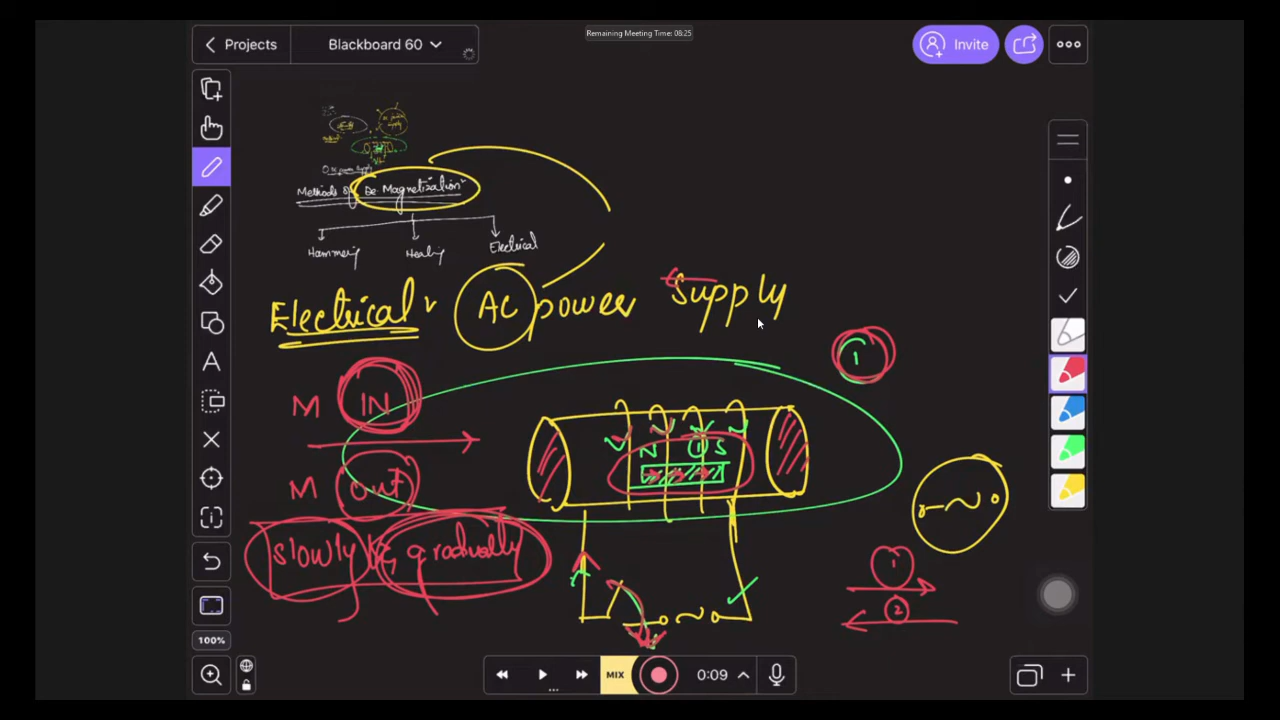 Remaining Meeting Time: 08:25
Projects
Blackboard 60
Invite
Methods of De Magnetization
Hammering
Heating
Electrical
Electrical AC power Supply
1
M IN
N 1 S
M OUT
slowly & gradually
1
2
A
100%
MIX
0:09